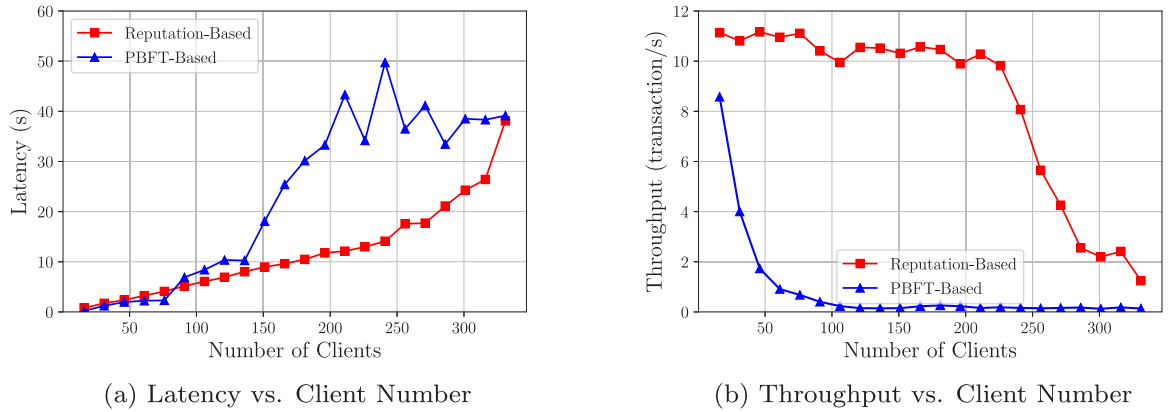 60
50
40
30
20
10
0
Latency (s)
Reputation-Based
PBFT-Based
50 100 150 200 250 300
Number of Clients
(a) Latency vs. Client Number
12
10
8
6
4
2
0
Throughput (transaction/s)
Reputation-Based
PBFT-Based
50 100 150 200 250 300
Number of Clients
(b) Throughput vs. Client Number